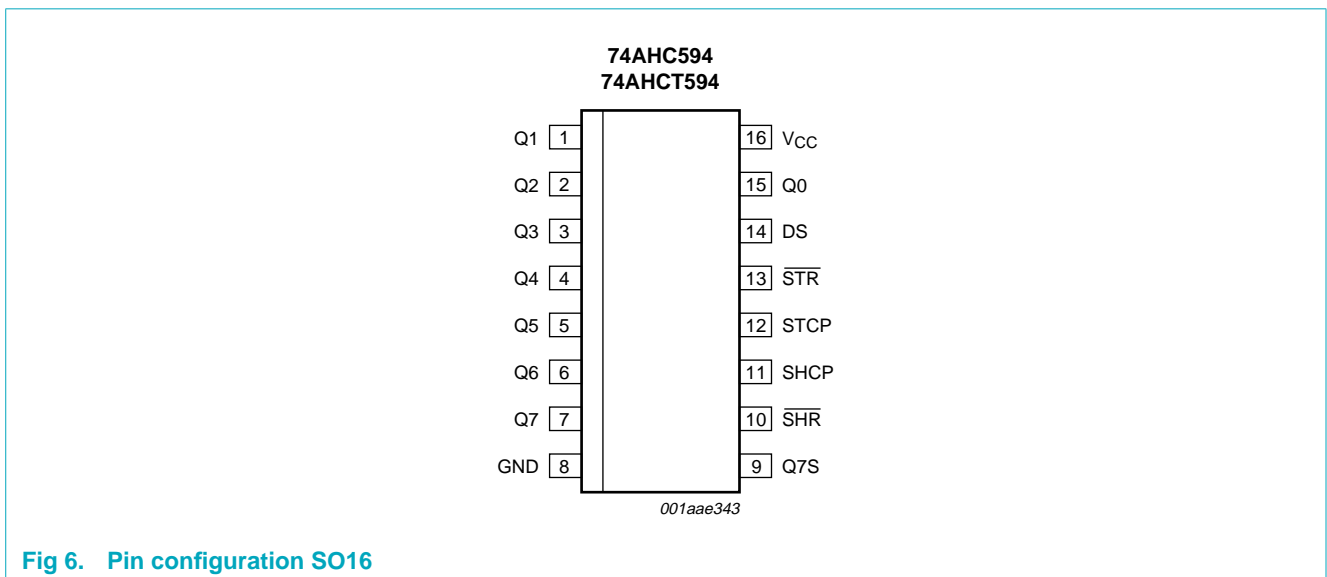 74AHC594
74AHCT594
Q1 1 16 VCC
Q2 2 15 Q0
Q3 3 14 DS
Q4 4 13 S̅T̅R̅
Q5 5 12 STCP
Q6 6 11 SHCP
Q7 7 10 S̅H̅R̅
GND 8 9 Q7S
001aae343
Fig 6. Pin configuration SO16